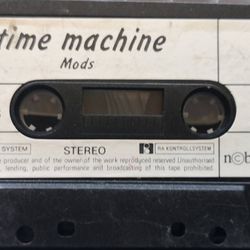 time machine
Mods
SYSTEM STEREO HA KONTROLLSYSTEM n©b
producer and of the owner of the work reproduced reserved Unauthorised
lending, public performance and broadcasting of this tape prohibited